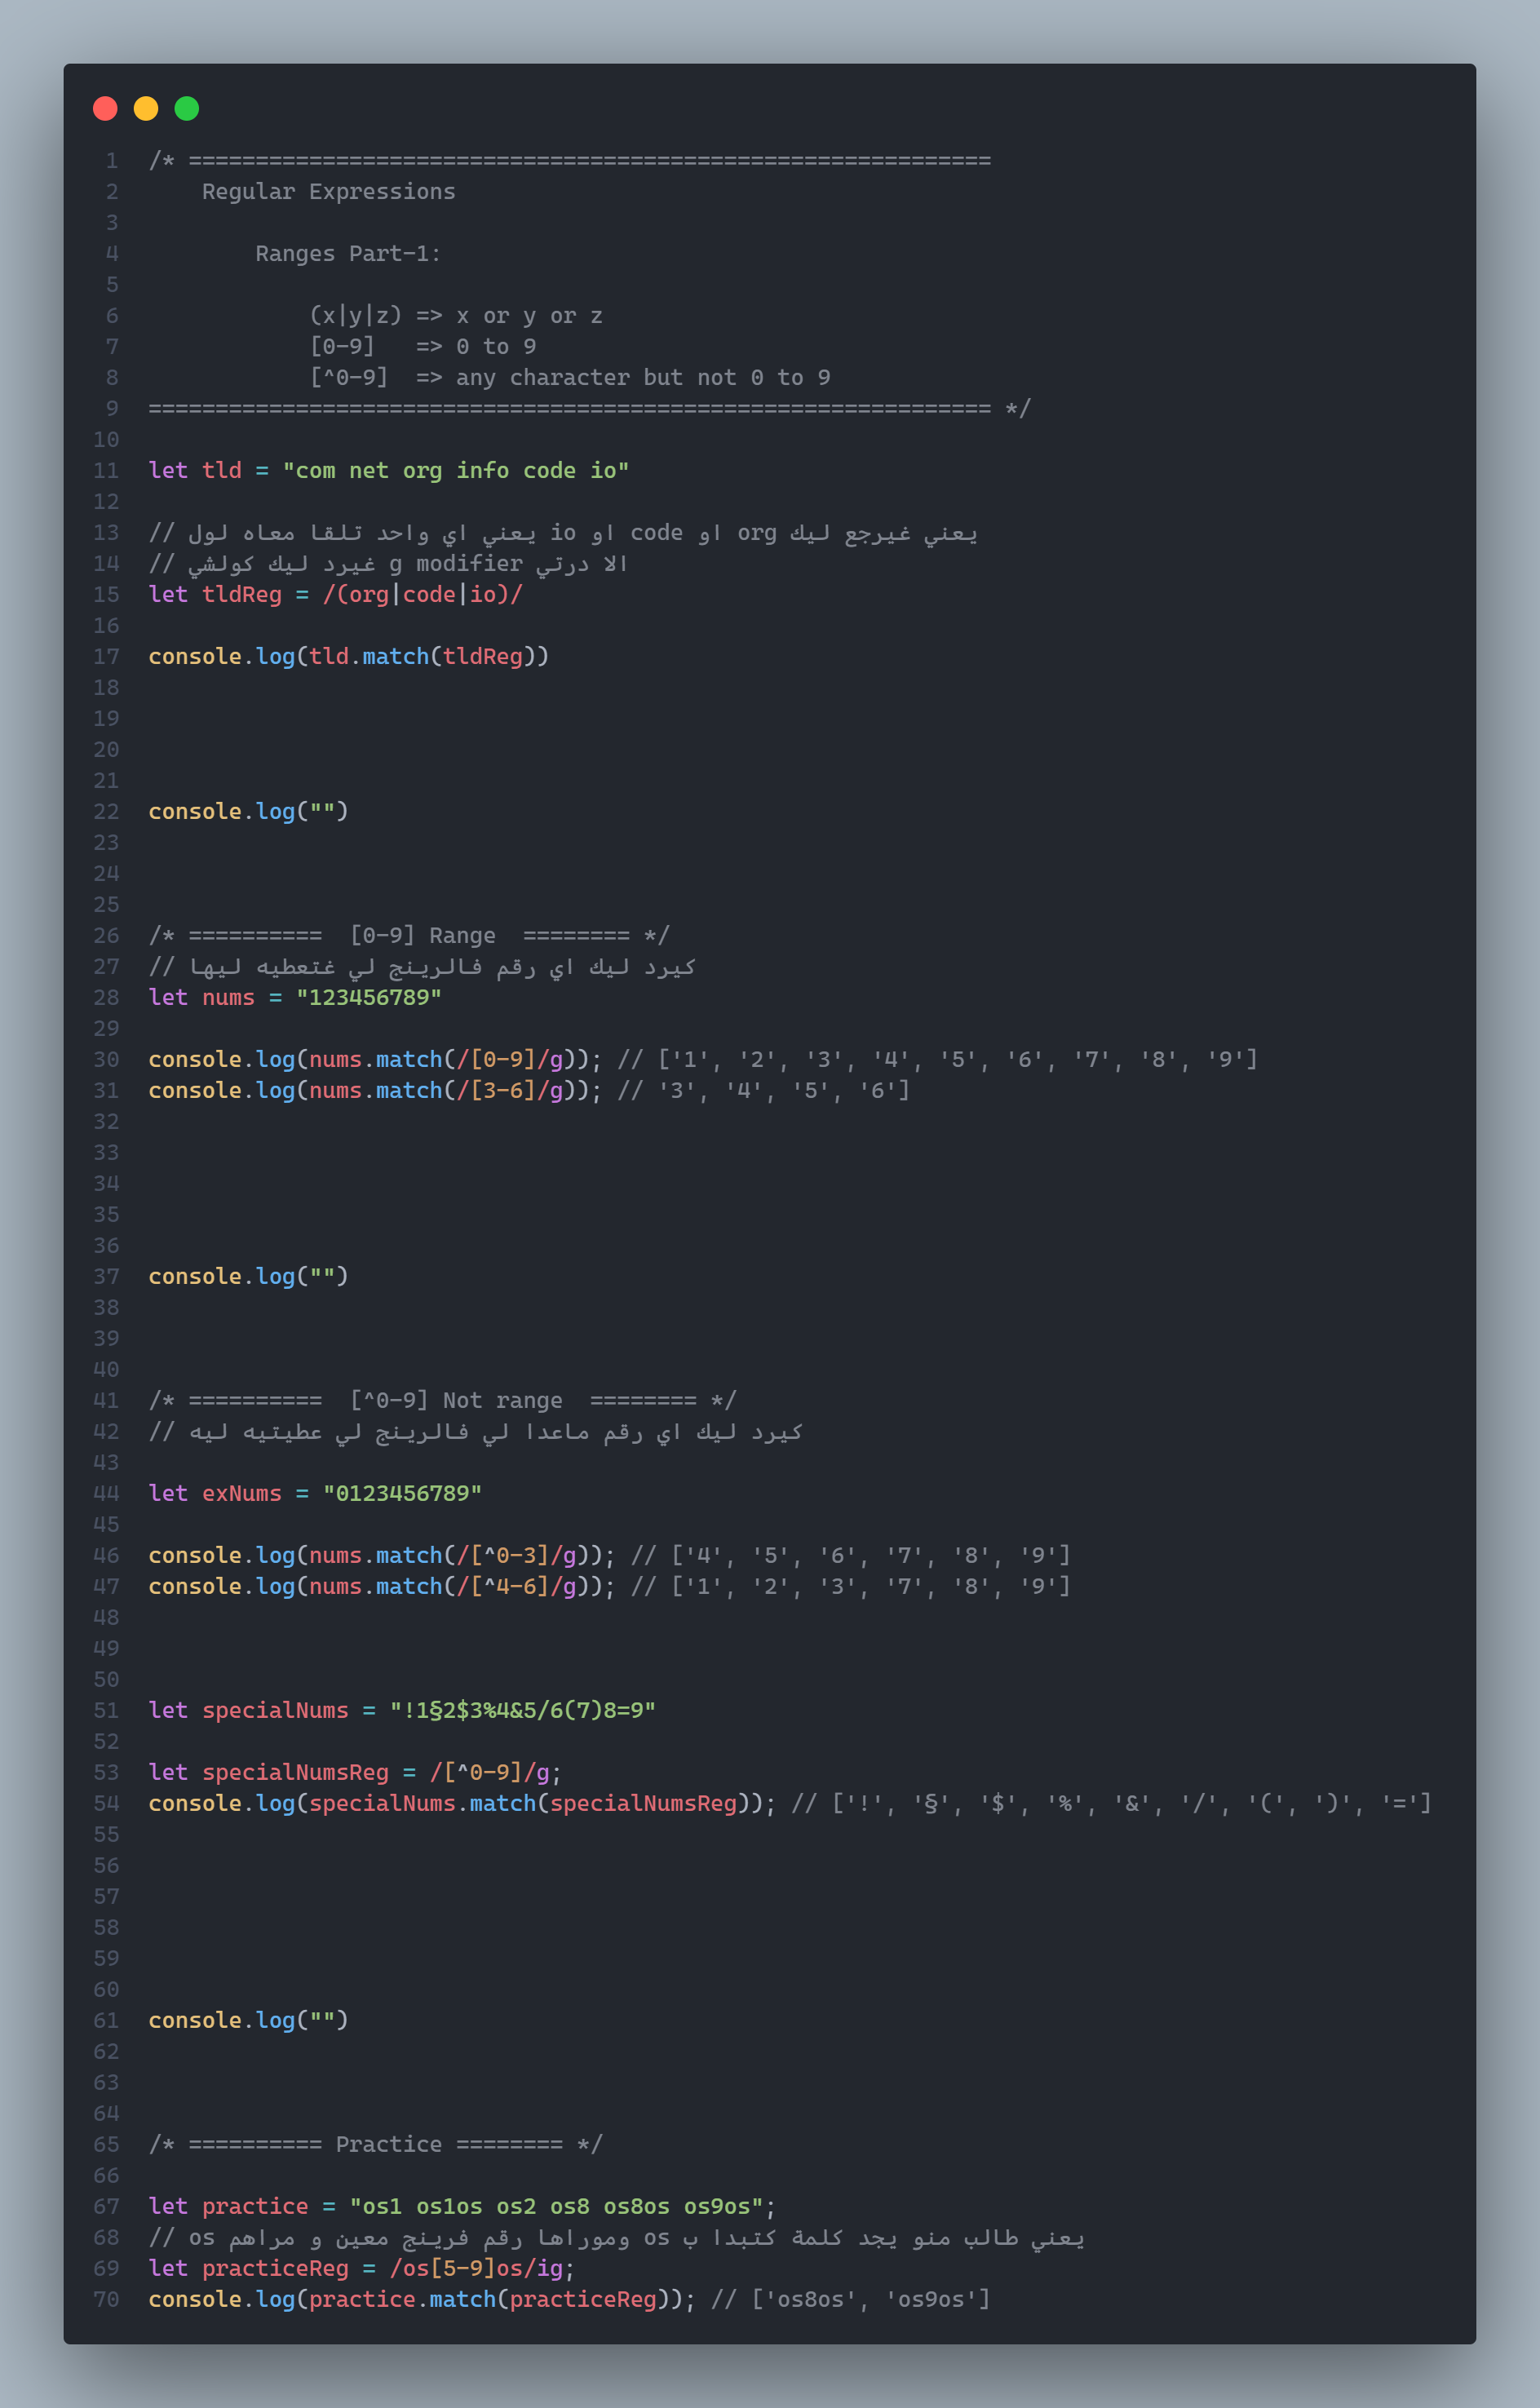 1 /* ============================================================
2 Regular Expressions
3
4 Ranges Part-1:
5
6 (x|y|z) => x or y or z
7 [0-9]   => 0 to 9
8 [^0-9]  => any character but not 0 to 9
9 =============================================================== */
10
11 let tld = "com net org info code io"
12
13 // يعني غيرجع ليك org او code او io يعني اي واحد تلقا معاه لول
14 // الا درتي g modifier غيرد ليك كولشي
15 let tldReg = /(org|code|io)/
16
17 console.log(tld.match(tldReg))
18
19
20
21
22 console.log("")
23
24
25
26 /* ==========  [0-9] Range  ======== */
27 // كيرد ليك اي رقم فالرينج لي غتعطيه ليها
28 let nums = "123456789"
29
30 console.log(nums.match(/[0-9]/g)); // ['1', '2', '3', '4', '5', '6', '7', '8', '9']
31 console.log(nums.match(/[3-6]/g)); // '3', '4', '5', '6']
32
33
34
35
36
37 console.log("")
38
39
40
41 /* ==========  [^0-9] Not range  ======== */
42 // كيرد ليك اي رقم ماعدا لي فالرينج لي عطيتيه ليه
43
44 let exNums = "0123456789"
45
46 console.log(nums.match(/[^0-3]/g)); // ['4', '5', '6', '7', '8', '9']
47 console.log(nums.match(/[^4-6]/g)); // ['1', '2', '3', '7', '8', '9']
48
49
50
51 let specialNums = "!1§2$3%4&5/6(7)8=9"
52
53 let specialNumsReg = /[^0-9]/g;
54 console.log(specialNums.match(specialNumsReg)); // ['!', '§', '$', '%', '&', '/', '(', ')', '=']
55
56
57
58
59
60
61 console.log("")
62
63
64
65 /* ========== Practice ======== */
66
67 let practice = "os1 os1os os2 os8 os8os os9os";
68 // يعني طالب منو يجد كلمة كتبدا ب os وموراها رقم فرينج معين و مراهم os
69 let practiceReg = /os[5-9]os/ig;
70 console.log(practice.match(practiceReg)); // ['os8os', 'os9os']